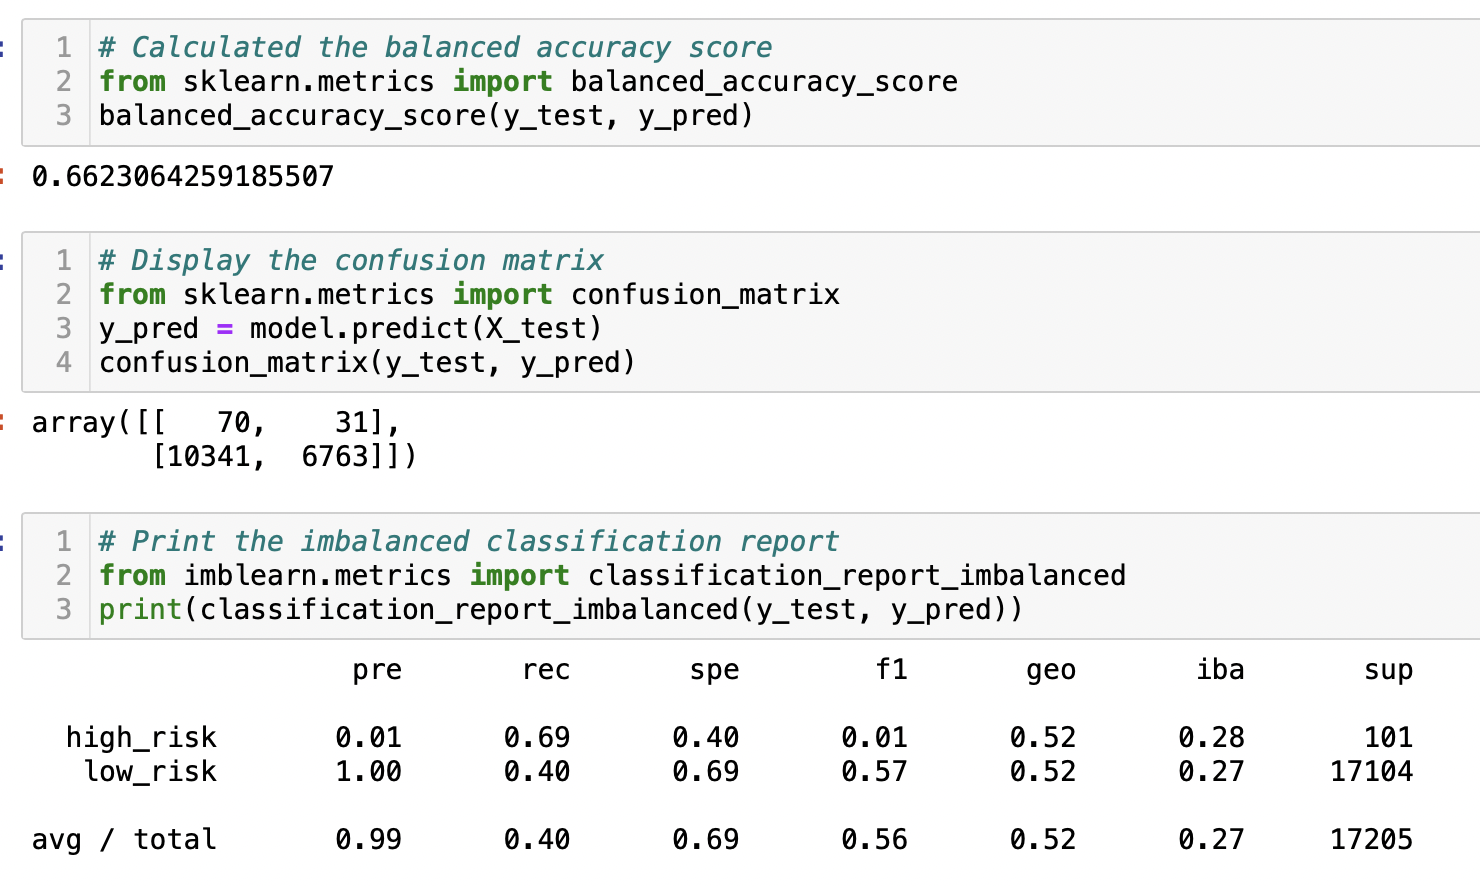 1 # Calculated the balanced accuracy score
2 from sklearn.metrics import balanced_accuracy_score
3 balanced_accuracy_score(y_test, y_pred)
0.6623064259185507
1 # Display the confusion matrix
2 from sklearn.metrics import confusion_matrix
3 y_pred = model.predict(X_test)
4 confusion_matrix(y_test, y_pred)
array([[   70,    31],
       [10341,  6763]])
1 # Print the imbalanced classification report
2 from imblearn.metrics import classification_report_imbalanced
3 print(classification_report_imbalanced(y_test, y_pred))
pre rec spe f1 geo iba sup
high_risk 0.01 0.69 0.40 0.01 0.52 0.28 101
low_risk 1.00 0.40 0.69 0.57 0.52 0.27 17104
avg / total 0.99 0.40 0.69 0.56 0.52 0.27 17205